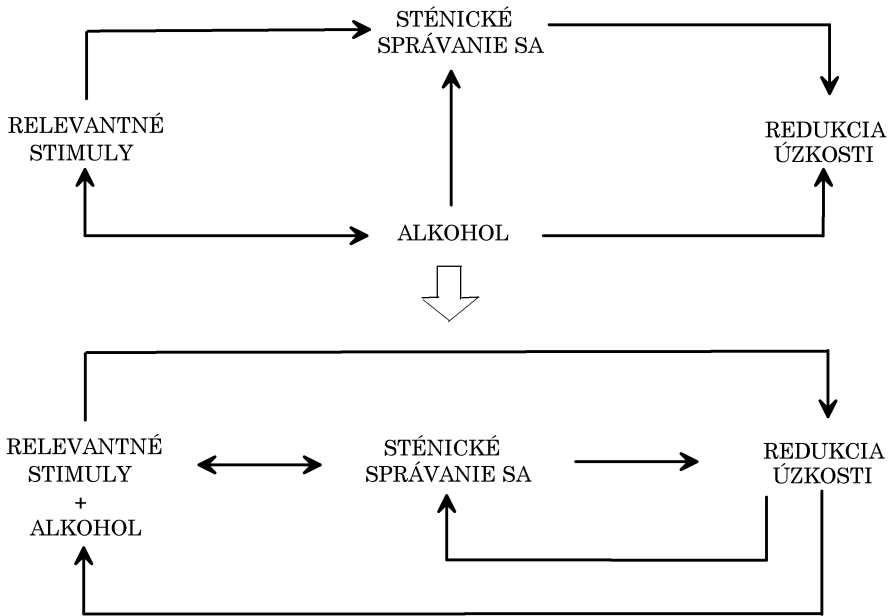 STÉNICKÉ
SPRÁVANIE SA
RELEVANTNÉ
STIMULY
REDUKCIA
ÚZKOSTI
ALKOHOL
RELEVANTNÉ
STIMULY
+
ALKOHOL
STÉNICKÉ
SPRÁVANIE SA
REDUKCIA
ÚZKOSTI